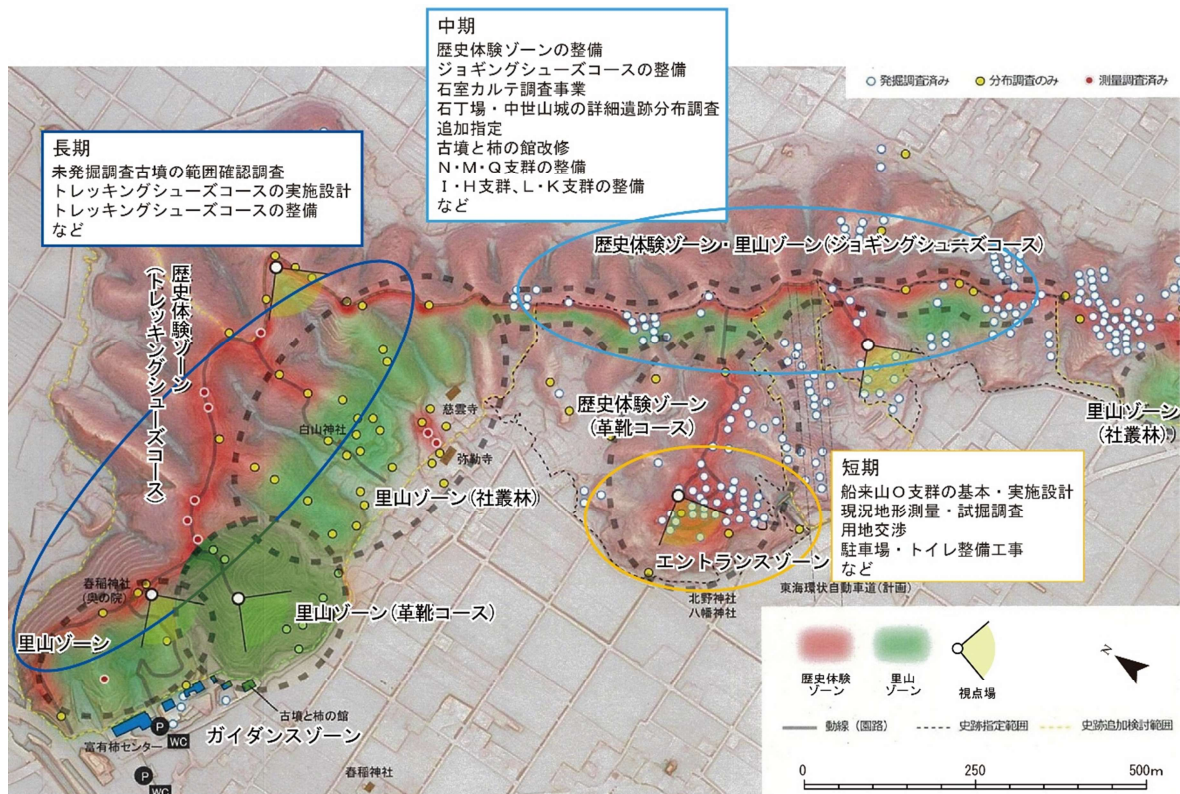 中期
歴史体験ゾーンの整備
ジョギングシューズコースの整備
石室カルテ調査事業
石丁場・中世山城の詳細遺跡分布調査
追加指定
古墳と柿の館改修
N・M・Q支群の整備
I・H支群、L・K支群の整備
など
発掘調査済み
分布調査のみ
測量調査済み
長期
未発掘調査古墳の範囲確認調査
トレッキングシューズコースの実施設計
トレッキングシューズコースの整備
など
歴史体験ゾーン・里山ゾーン(ジョギングシューズコース)
歴史体験ゾーン
(トレッキングシューズコース)
慈雲寺
白山神社
弥勒寺
里山ゾーン(社叢林)
歴史体験ゾーン
(革靴コース)
里山ゾーン
(社叢林)
短期
船来山O支群の基本・実施設計
現況地形測量・試掘調査
用地交渉
駐車場・トイレ整備工事
など
エントランスゾーン
東海環状自動車道(計画)
北野神社
八幡神社
春稲神社
(奥の院)
里山ゾーン
里山ゾーン(革靴コース)
古墳と柿の館
ガイダンスゾーン
富有柿センター
P
WC
P
WC
春稲神社
歴史体験
ゾーン
里山
ゾーン
視点場
N
動線(園路)
史跡指定範囲
史跡追加検討範囲
0
250
500m